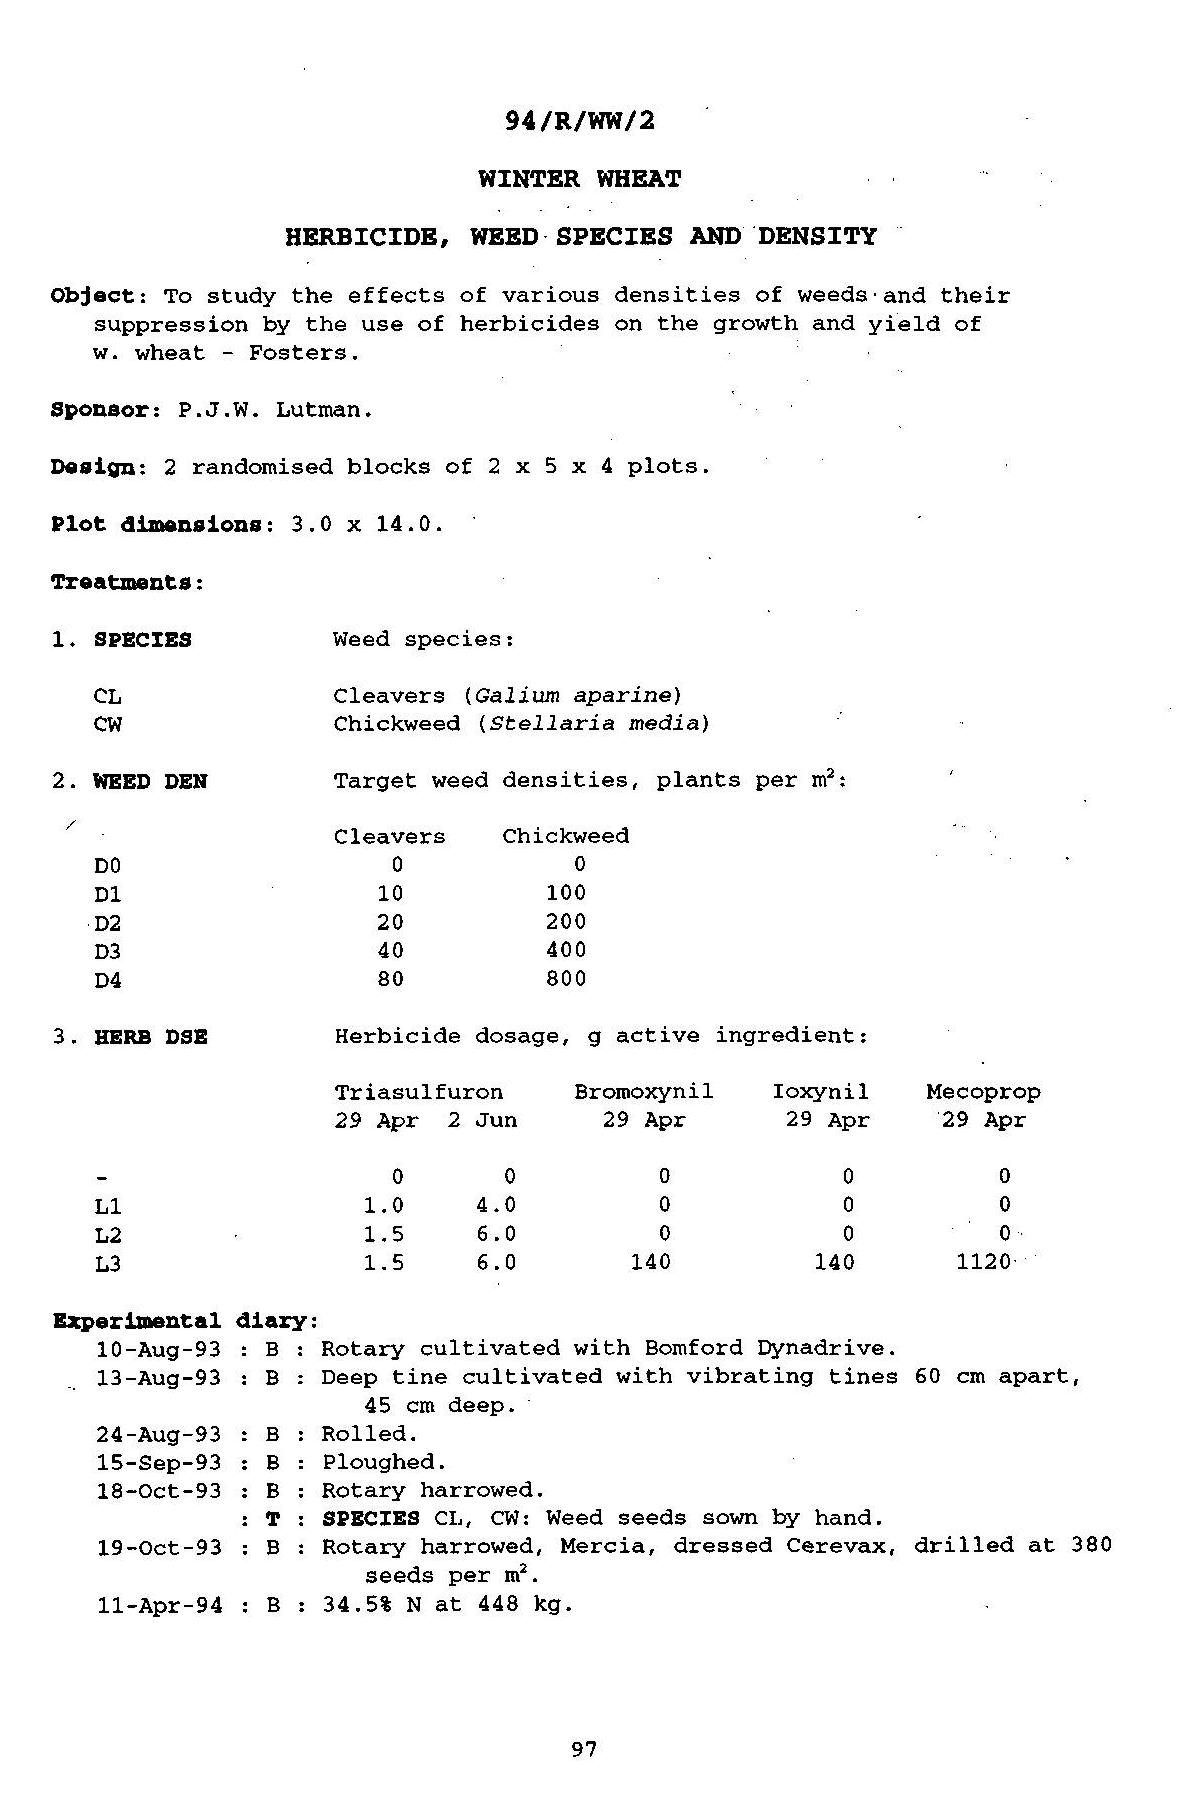 94/R/WW/2
WINTER WHEAT
HERBICIDE, WEED SPECIES AND DENSITY
Object: To study the effects of various densities of weeds and their
suppression by the use of herbicides on the growth and yield of
w. wheat - Fosters.
Sponsor: P.J.W. Lutman.
Design: 2 randomised blocks of 2 x 5 x 4 plots.
Plot dimensions: 3.0 x 14.0.
Treatments:
1. SPECIES Weed species:
CL Cleavers (Galium aparine)
CW Chickweed (Stellaria media)
2. WEED DEN Target weed densities, plants per m²:
Cleavers Chickweed
D0 0 0
D1 10 100
D2 20 200
D3 40 400
D4 80 800
3. HERB DSE Herbicide dosage, g active ingredient:
Triasulfuron Bromoxynil Ioxynil Mecoprop
29 Apr 2 Jun 29 Apr 29 Apr 29 Apr
- 0 0 0 0 0
L1 1.0 4.0 0 0 0
L2 1.5 6.0 0 0 0
L3 1.5 6.0 140 140 1120
Experimental diary:
10-Aug-93 : B : Rotary cultivated with Bomford Dynadrive.
13-Aug-93 : B : Deep tine cultivated with vibrating tines 60 cm apart,
45 cm deep.
24-Aug-93 : B : Rolled.
15-Sep-93 : B : Ploughed.
18-Oct-93 : B : Rotary harrowed.
: T : SPECIES CL, CW: Weed seeds sown by hand.
19-Oct-93 : B : Rotary harrowed, Mercia, dressed Cerevax, drilled at 380
seeds per m².
11-Apr-94 : B : 34.5% N at 448 kg.
97